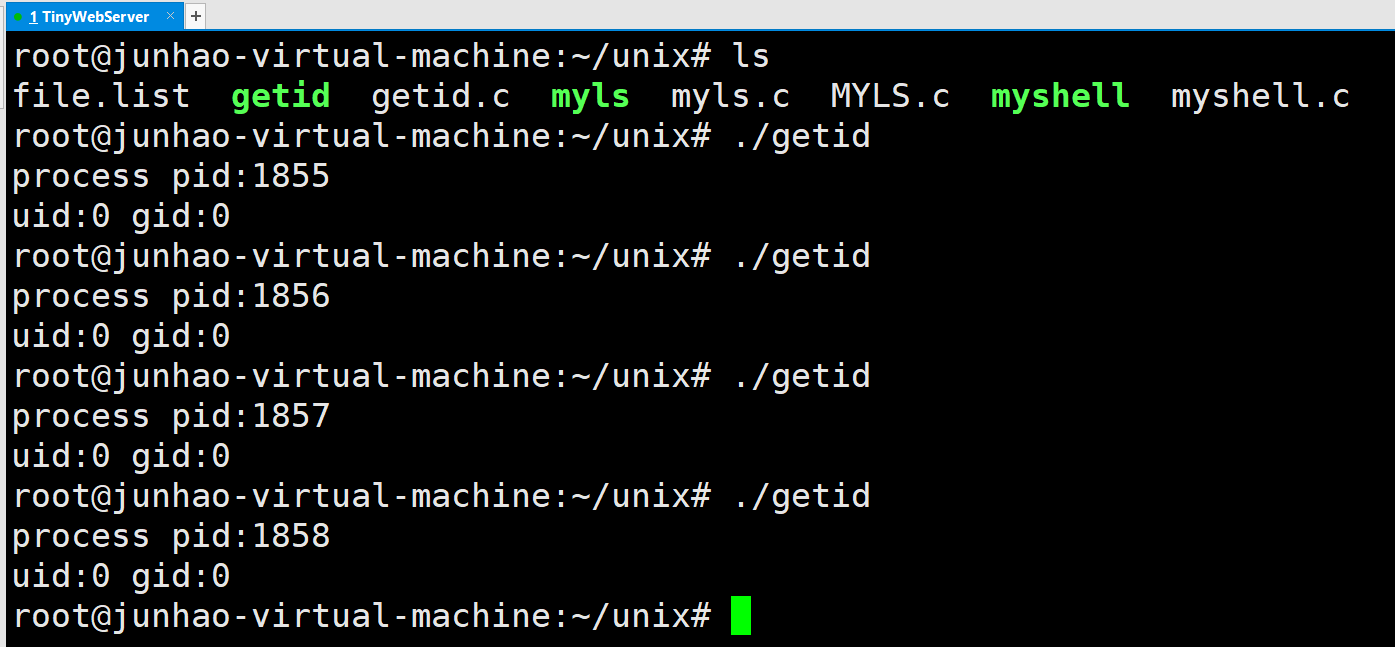 1 TinyWebServer × +
root@junhao-virtual-machine:~/unix# ls
file.list  getid  getid.c  myls  myls.c  MYLS.c  myshell  myshell.c
root@junhao-virtual-machine:~/unix# ./getid
process pid:1855
uid:0 gid:0
root@junhao-virtual-machine:~/unix# ./getid
process pid:1856
uid:0 gid:0
root@junhao-virtual-machine:~/unix# ./getid
process pid:1857
uid:0 gid:0
root@junhao-virtual-machine:~/unix# ./getid
process pid:1858
uid:0 gid:0
root@junhao-virtual-machine:~/unix#